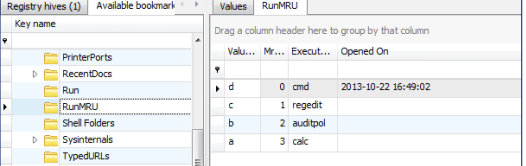 Registry hives (1) Available bookmark
Key name
PrinterPorts
RecentDocs
Run
RunMRU
Shell Folders
Sysinternals
TypedURLs
Values RunMRU
Drag a column header here to group by that column
Valu... Mr... Execut... Opened On
d 0 cmd 2013-10-22 16:49:02
c 1 regedit
b 2 auditpol
a 3 calc